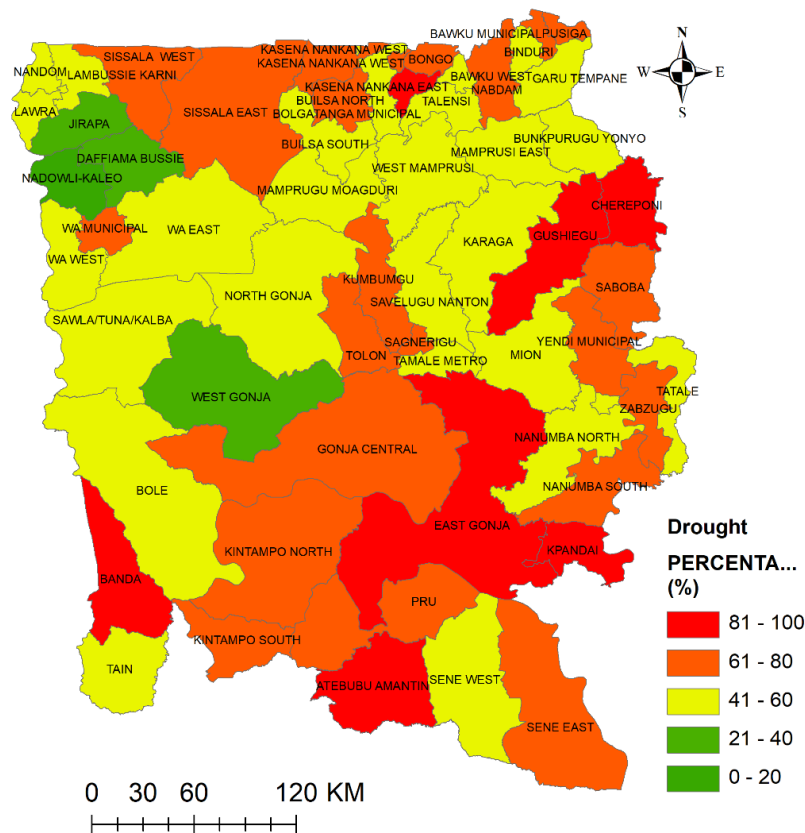 BAWKU MUNICIPAL PUSIGA
N
W E
S
KASENA NANKANA WEST
BINDURI
SISSALA WEST
BONGO
KASENA NANKANA WEST
NANDOM
LAMBUSSIE KARNI
BAWKU WEST
GARU TEMPANE
KASENA NANKANA EAST
NABDAM
BUILSA NORTH
TALENSI
LAWRA
SISSALA EAST
BOLGATANGA MUNICIPAL
JIRAPA
BUNKPURUGU YONYO
BUILSA SOUTH
MAMPRUSI EAST
DAFFIAMA BUSSIE
WEST MAMPRUSI
NADOWLI-KALEO
MAMPRUGU MOAGDURI
CHEREPONI
WA MUNICIPAL
WA EAST
GUSHIEGU
KARAGA
WA WEST
KUMBUMGU
SABOBA
NORTH GONJA
SAVELUGU NANTON
SAWLA/TUNA/KALBA
YENDI MUNICIPAL
SAGNERIGU
MION
TOLON
TAMALE METRO
TATALE
WEST GONJA
ZABZUGU
NANUMBA NORTH
GONJA CENTRAL
NANUMBA SOUTH
BOLE
EAST GONJA
KINTAMPO NORTH
KPANDAI
BANDA
PRU
KINTAMPO SOUTH
TAIN
ATEBUBU AMANTIN
SENE WEST
SENE EAST
Drought
PERCENTA...
(%)
81 - 100
61 - 80
41 - 60
21 - 40
0 - 20
0 30 60 120 KM